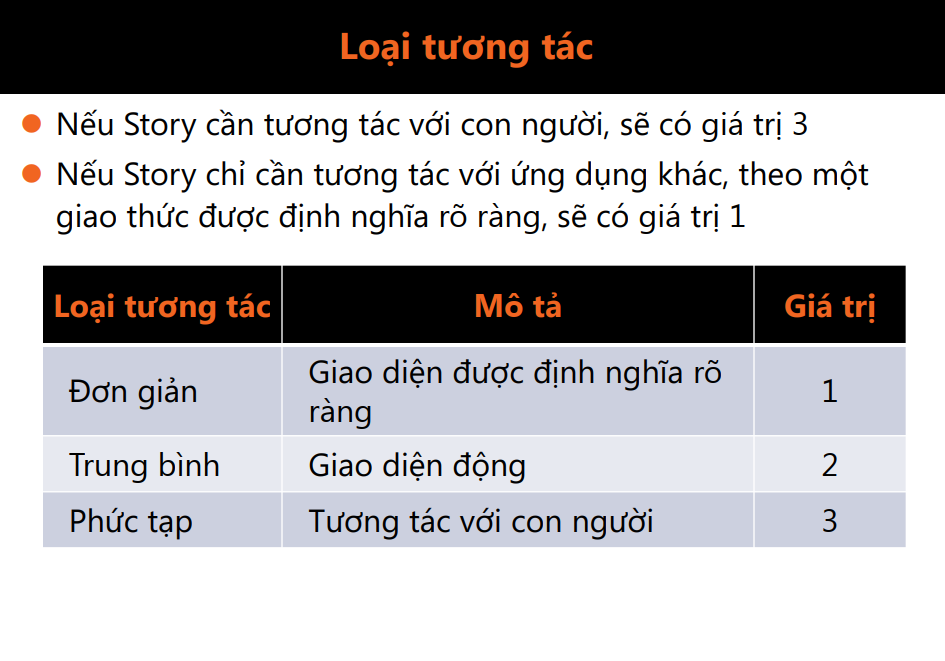 Loại tương tác
Nếu Story cần tương tác với con người, sẽ có giá trị 3
Nếu Story chỉ cần tương tác với ứng dụng khác, theo một
giao thức được định nghĩa rõ ràng, sẽ có giá trị 1
Loại tương tác Mô tả Giá trị
Đơn giản Giao diện được định nghĩa rõ
ràng 1
Trung bình Giao diện động 2
Phức tạp Tương tác với con người 3